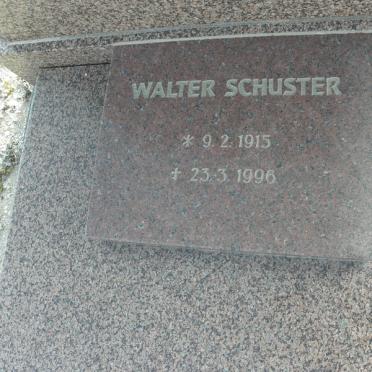 WALTER SCHUSTER
* 9. 2. 1915
† 23.3.1996